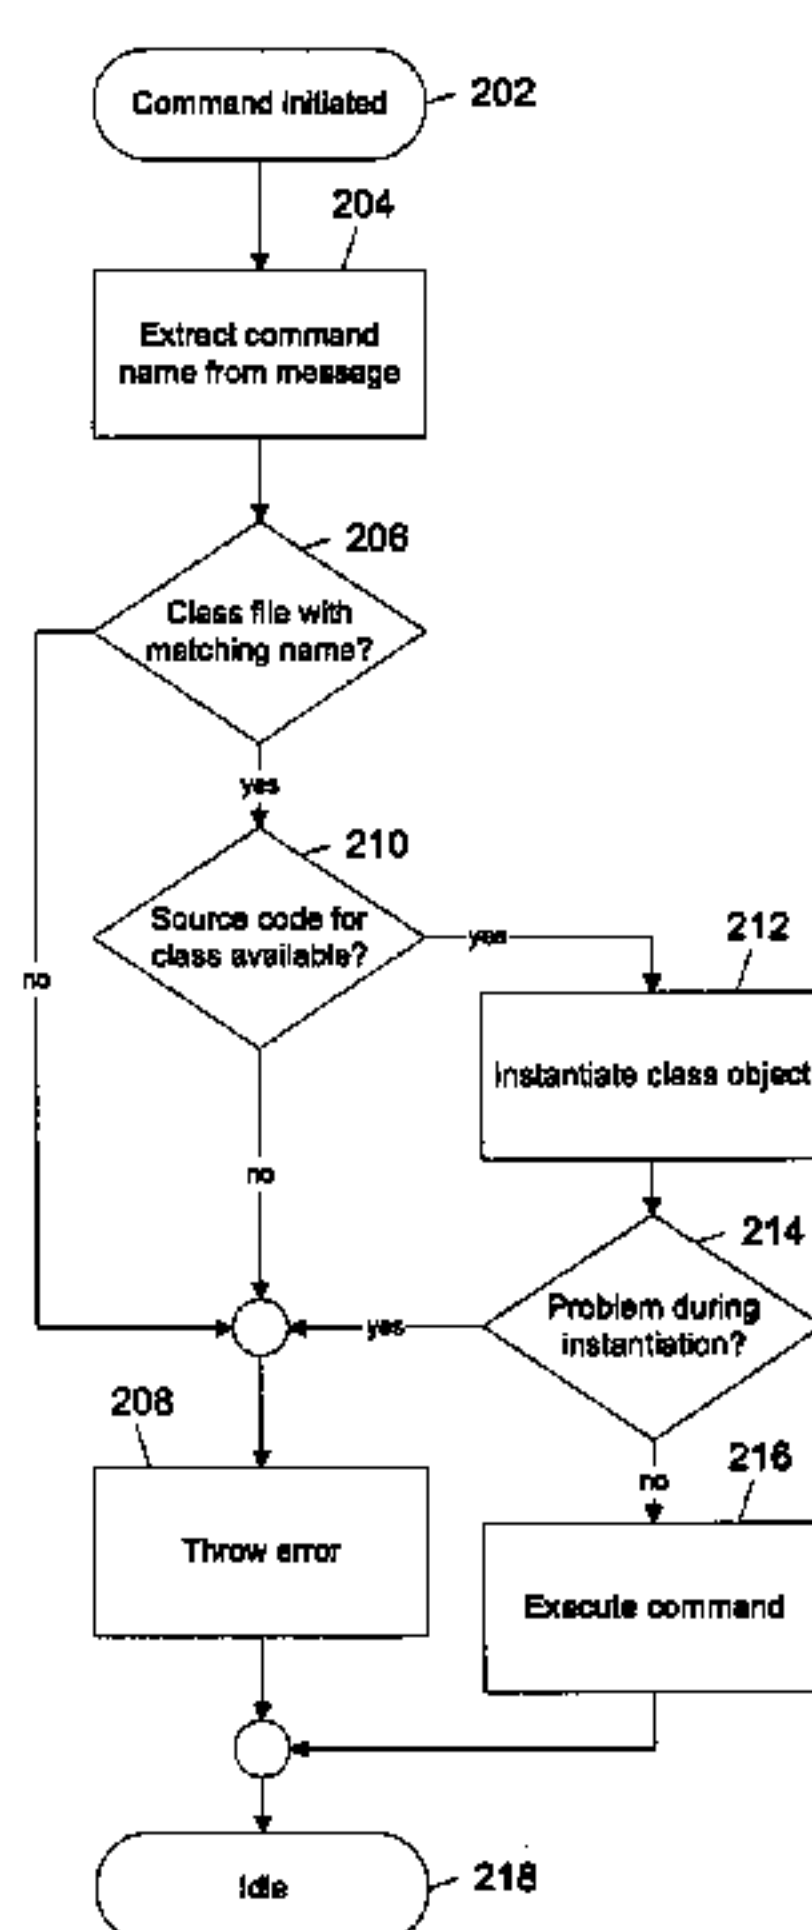 Command initiated
202
204
Extract command
name from message
206
Class file with
matching name?
yes
210
Source code for
class available?
yes
212
no
Instantiate class object
no
214
Problem during
instantiation?
yes
208
216
no
Throw error
Execute command
Idle
218